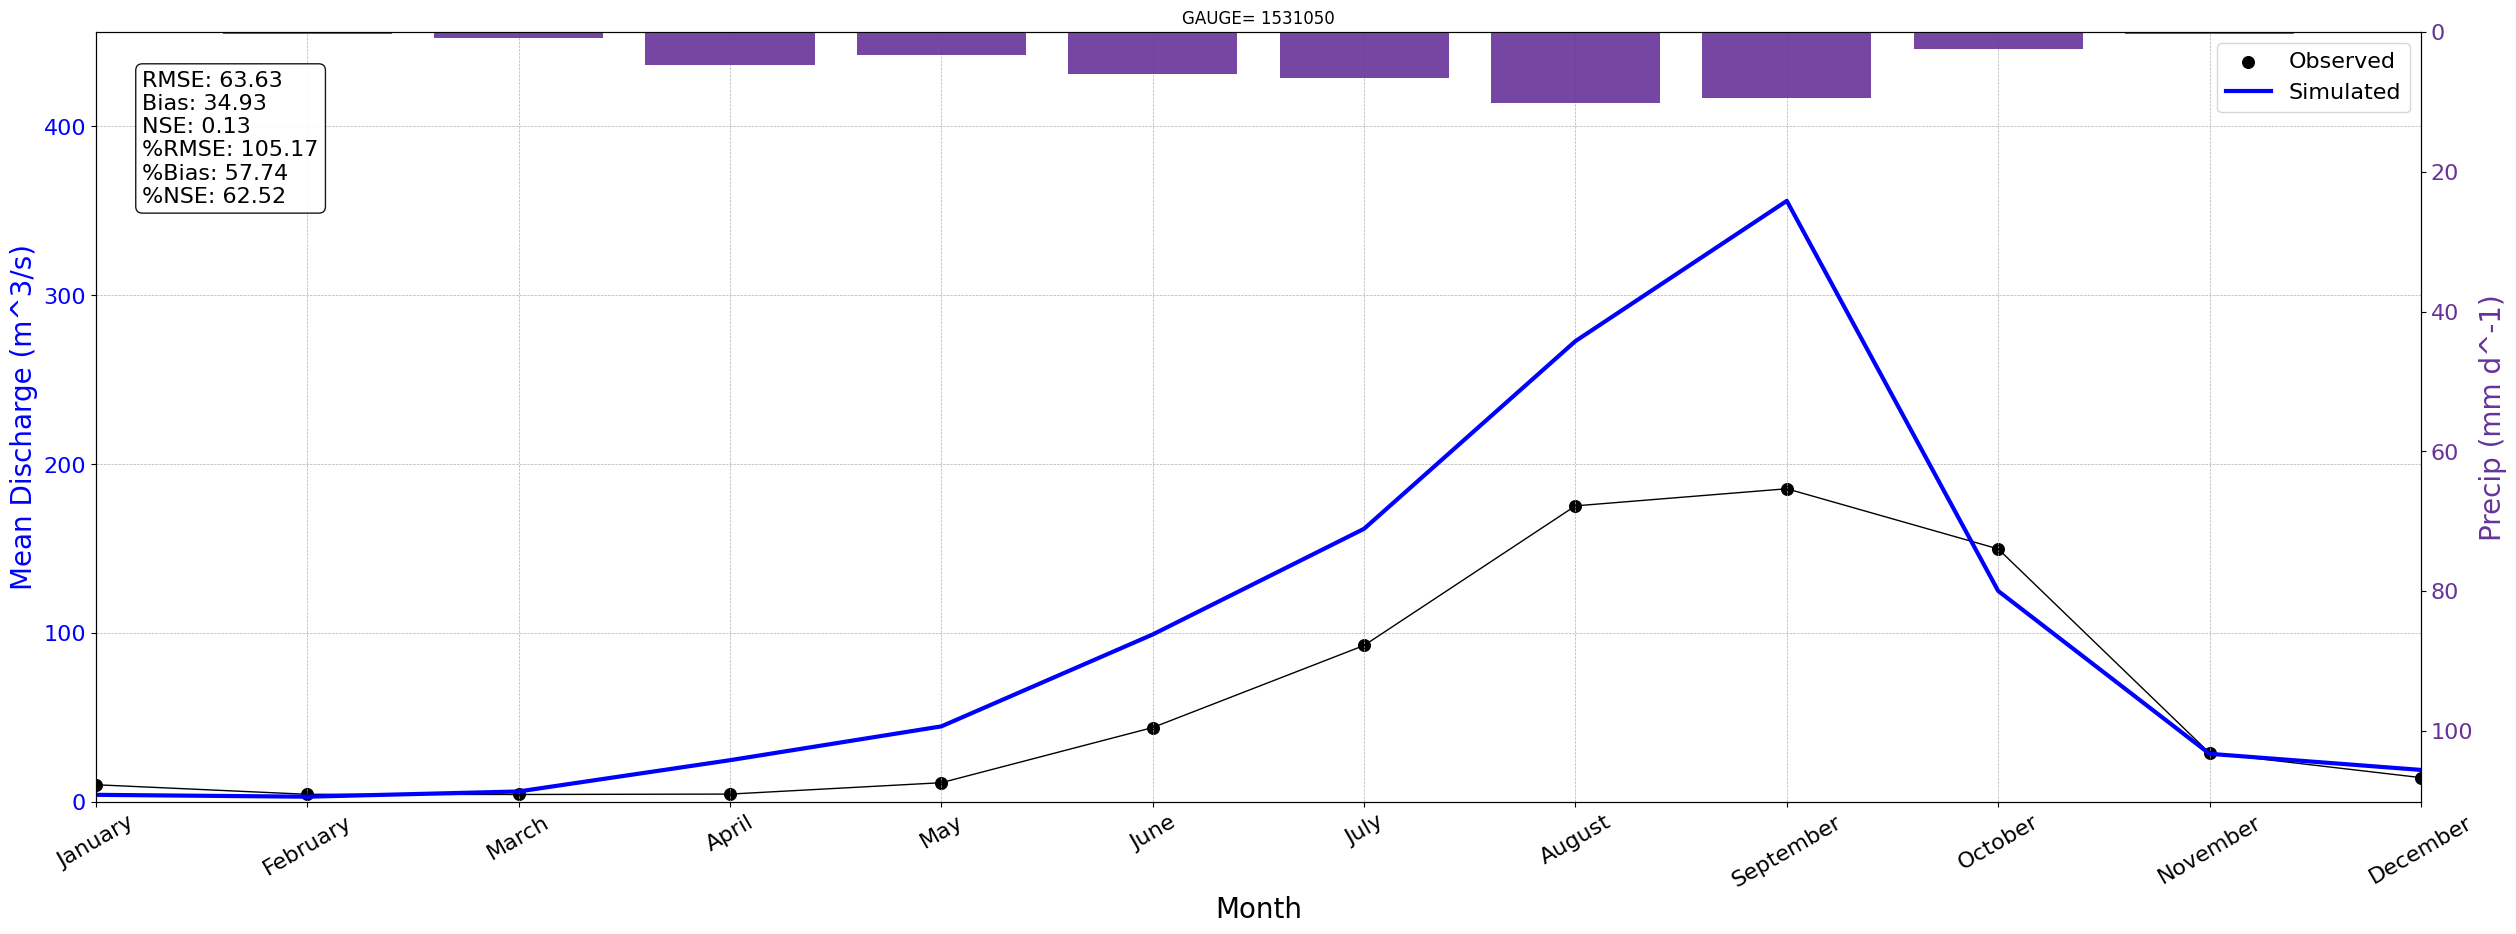 GAUGE= 1531050
RMSE: 63.63
Bias: 34.93
NSE: 0.13
%RMSE: 105.17
%Bias: 57.74
%NSE: 62.52
Observed
Simulated
Mean Discharge (m^3/s)
400
300
200
100
0
Precip (mm d^-1)
0
20
40
60
80
100
January
February
March
April
May
June
July
August
September
October
November
December
Month